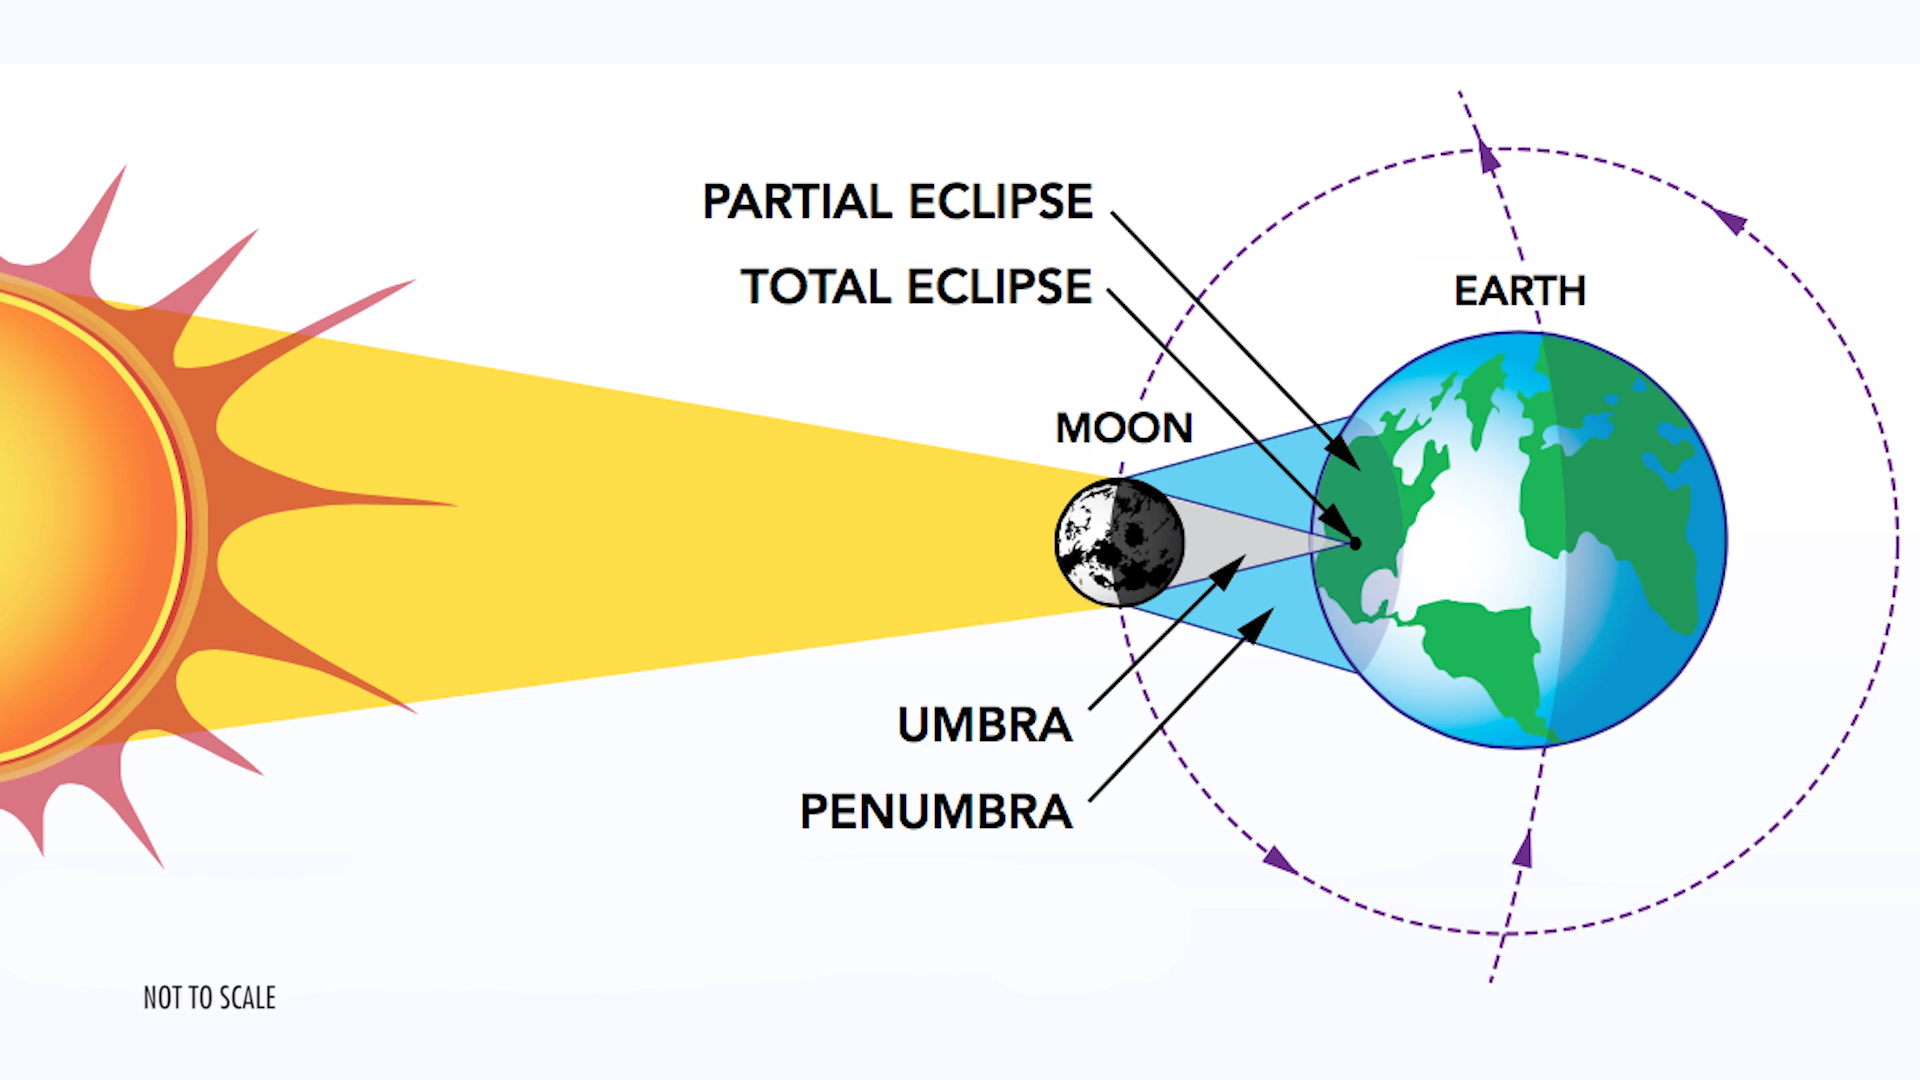 PARTIAL ECLIPSE
TOTAL ECLIPSE
EARTH
MOON
UMBRA
PENUMBRA
NOT TO SCALE